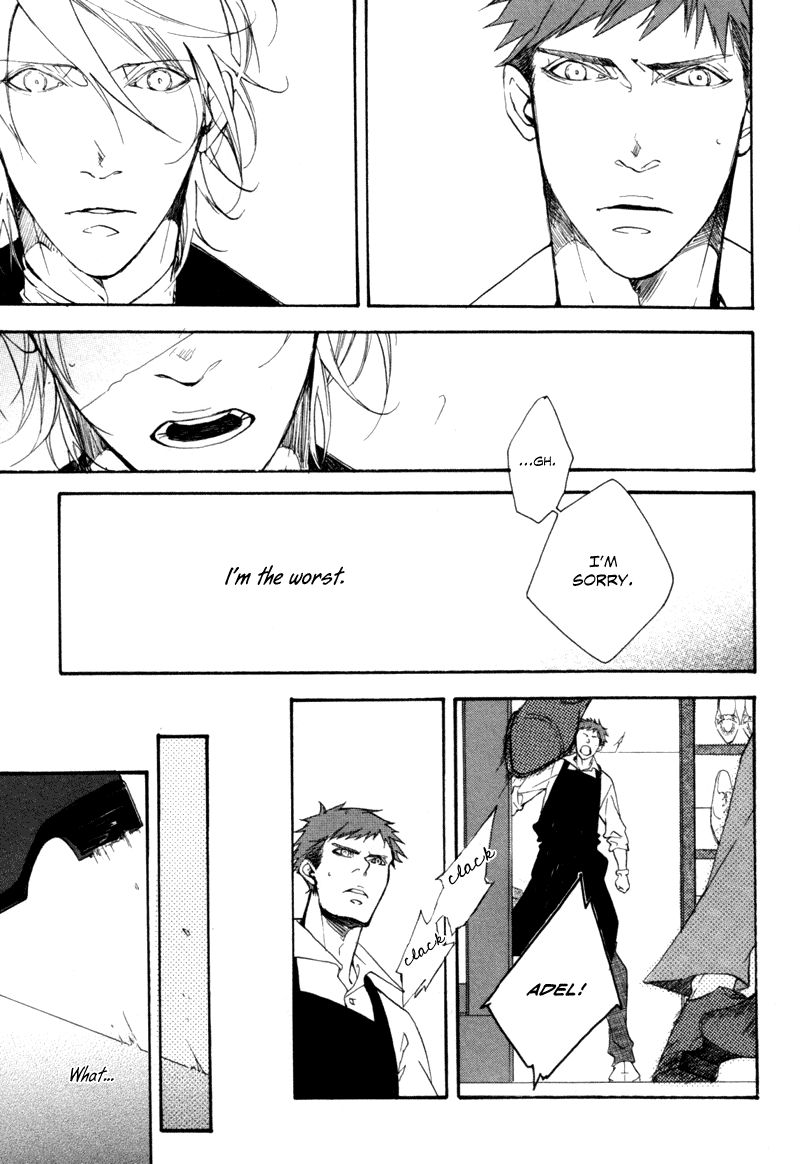 ...GH.
I'M
SORRY.
I'm the worst.
ADEL!
clack
clack!
What...